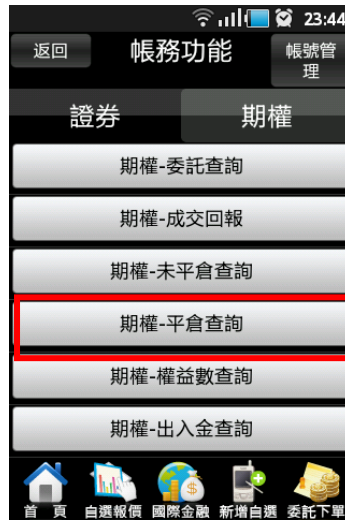 23:44
返回
帳務功能
帳號管
理
證券
期權
期權-委託查詢
期權-成交回報
期權-未平倉查詢
期權-平倉查詢
期權-權益數查詢
期權-出入金查詢
首 頁 自選報價 國際金融 新增自選 委託下單